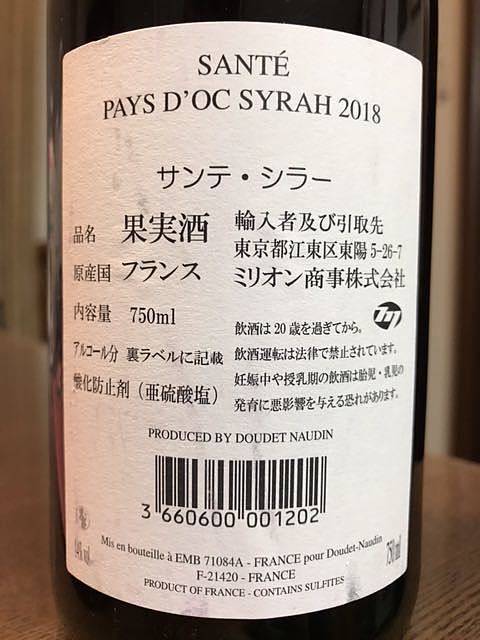 SANTÉ
PAYS D'OC SYRAH 2018
サンテ・シラー
品名 果実酒
原産国 フランス
内容量 750ml
アルコール分 裏ラベルに記載
酸化防止剤(亜硫酸塩)
輸入者及び引取先
東京都江東区東陽 5-26-7
ミリオン商事株式会社
飲酒は20歳を過ぎてから。
飲酒運転は法律で禁止されています。
妊娠中や授乳期の飲酒は胎児・乳児の
発育に悪影響を与える恐れがあります。
PRODUCED BY DOUDET NAUDIN
3 660600 001202
Mis en bouteille à EMB 71084A - FRANCE pour Doudet-Naudin
F-21420 - FRANCE
PRODUCT OF FRANCE - CONTAINS SULFITES
750 ml